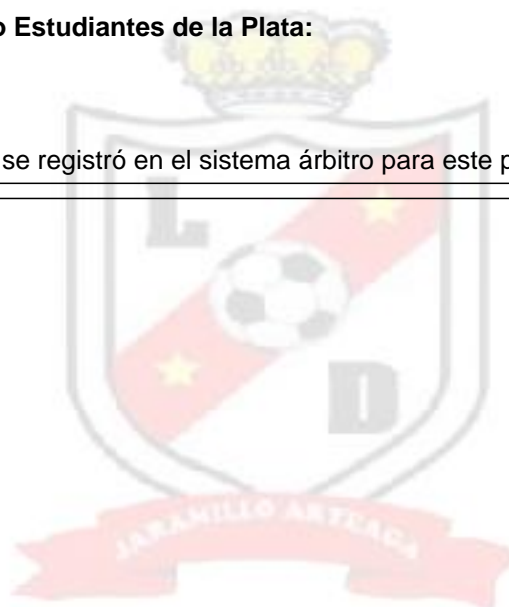 o Estudiantes de la Plata:
se registró en el sistema árbitro para este p
L
D
JARAMILLO ARTEAGA